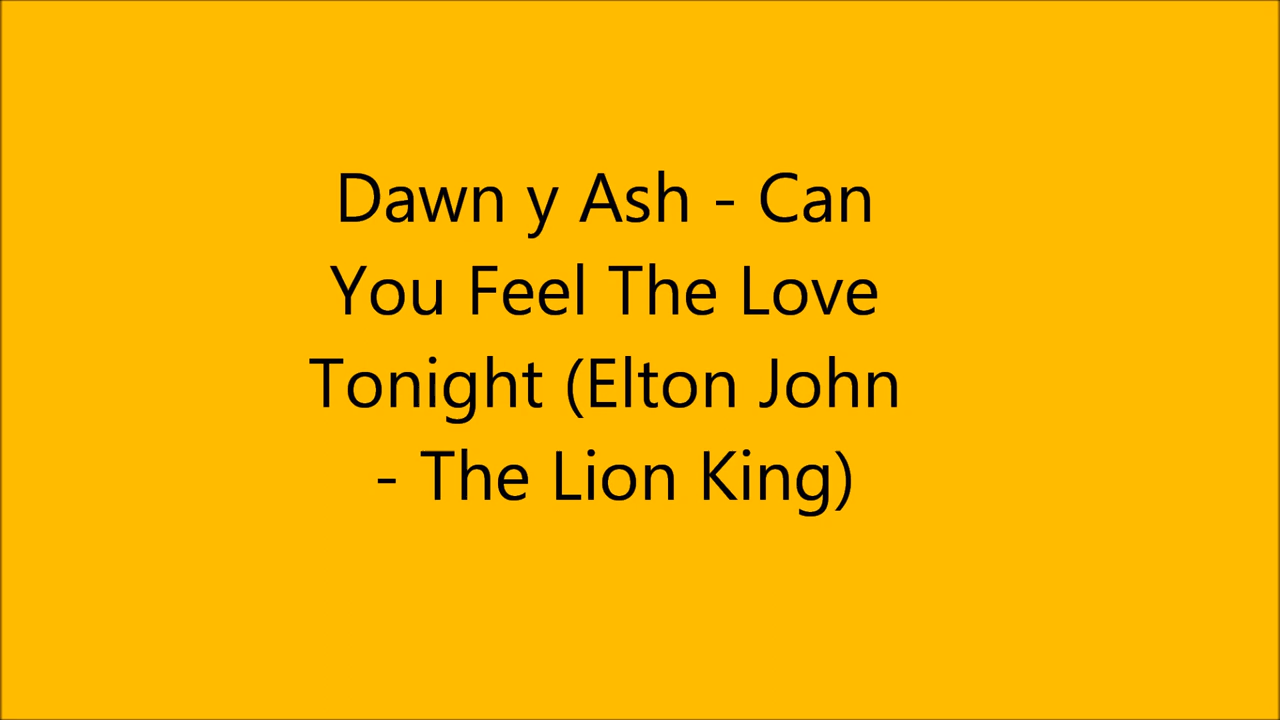 Dawn y Ash - Can
You Feel The Love
Tonight (Elton John
- The Lion King)